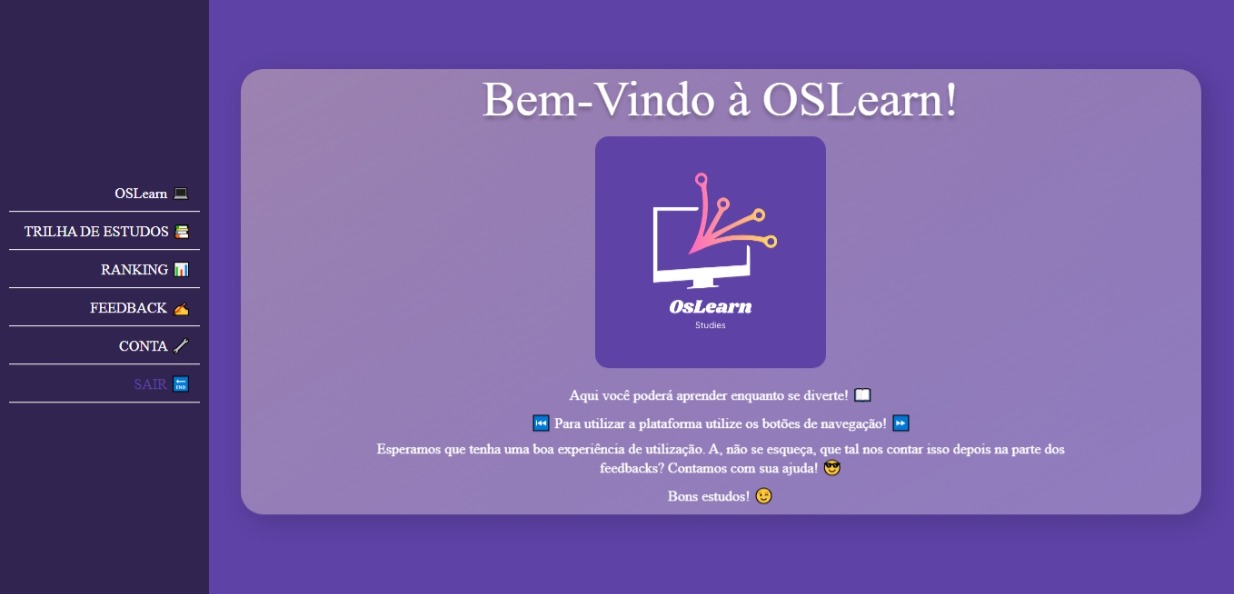 OSLearn 💻
TRILHA DE ESTUDOS 📚
RANKING 📊
FEEDBACK ✍
CONTA 🔧
SAIR 🔚
Bem-Vindo à OSLearn!
OsLearn
Studies
Aqui você poderá aprender enquanto se diverte! 📖
⏮ Para utilizar a plataforma utilize os botões de navegação! ⏩
Esperamos que tenha uma boa experiência de utilização. A, não se esqueça, que tal nos contar isso depois na parte dos
feedbacks? Contamos com sua ajuda! 😎
Bons estudos! 😉